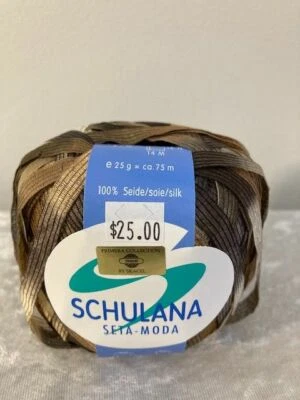 14 M
e 25 g = ca. 75 m
100% Seide/soie/silk
$25.00
PRIMERA COLLECTION
BY SKACEL
SCHULANA
SETA-MODA